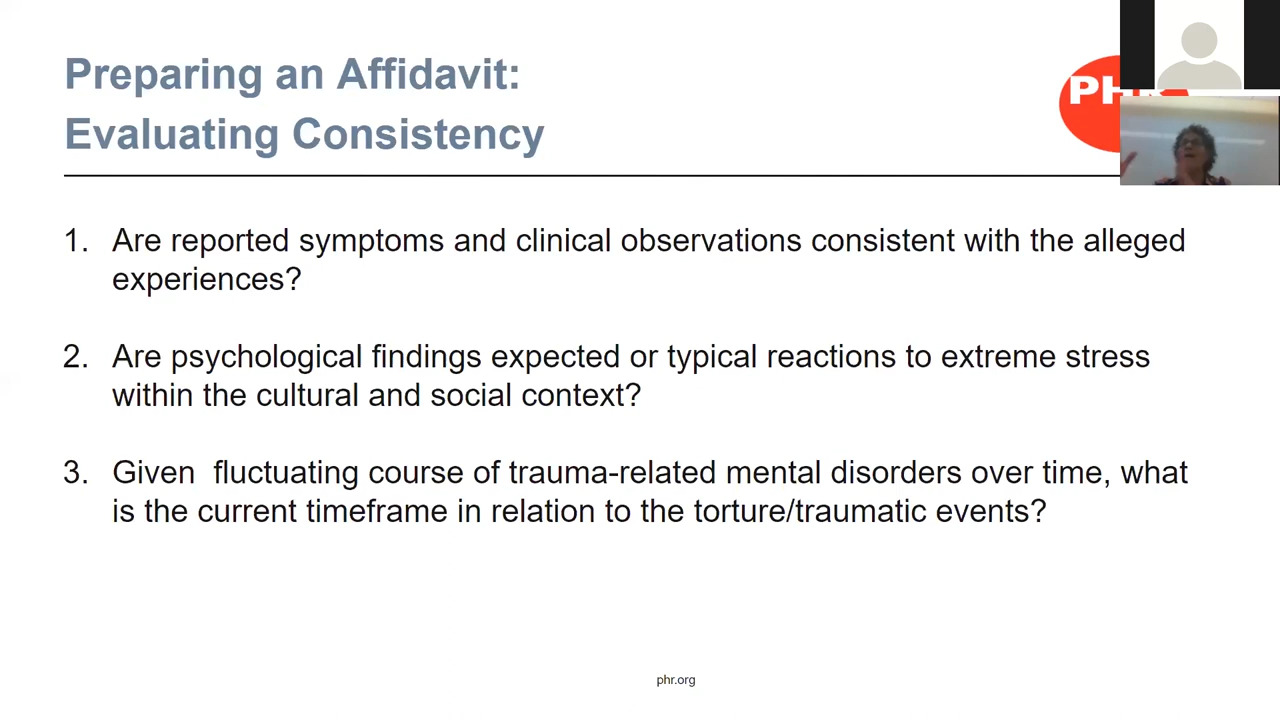 Preparing an Affidavit:
Evaluating Consistency
PH
1. Are reported symptoms and clinical observations consistent with the alleged
experiences?
2. Are psychological findings expected or typical reactions to extreme stress
within the cultural and social context?
3. Given  fluctuating course of trauma-related mental disorders over time, what
is the current timeframe in relation to the torture/traumatic events?
phr.org